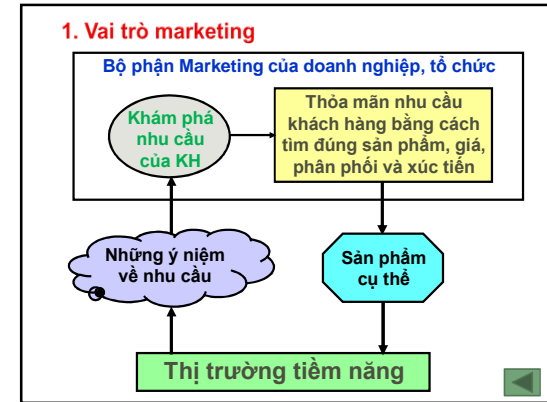 1. Vai trò marketing
Bộ phận Marketing của doanh nghiệp, tổ chức
Khám phá
nhu cầu
của KH
Thỏa mãn nhu cầu
khách hàng bằng cách
tìm đúng sản phẩm, giá,
phân phối và xúc tiến
Những ý niệm
về nhu cầu
Sản phẩm
cụ thể
Thị trường tiềm năng